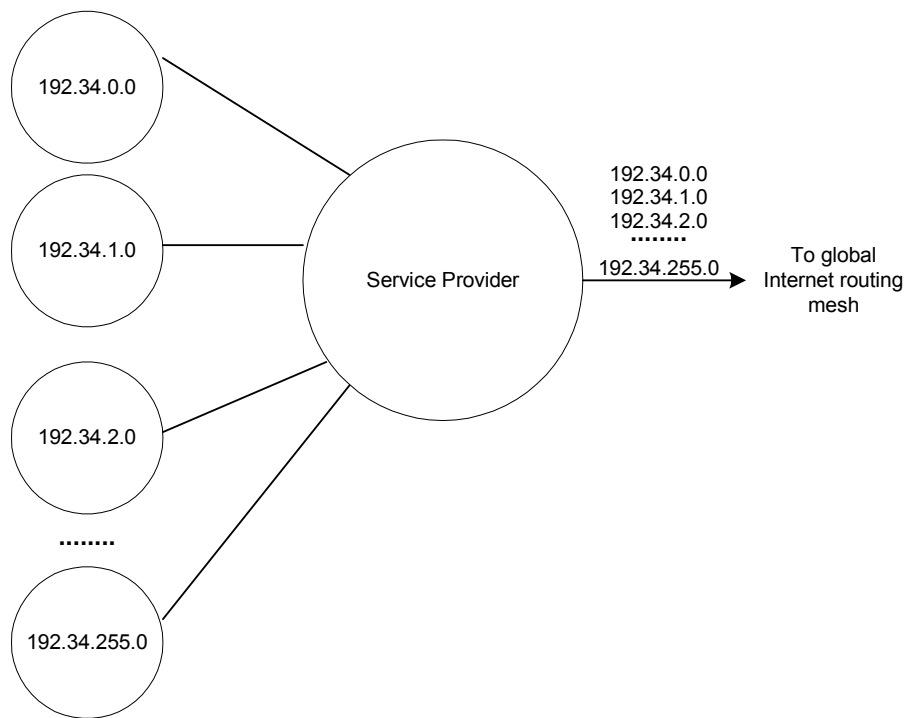 192.34.0.0
192.34.1.0
192.34.2.0
........
192.34.255.0
Service Provider
192.34.0.0
192.34.1.0
192.34.2.0
........
192.34.255.0
To global
Internet routing
mesh